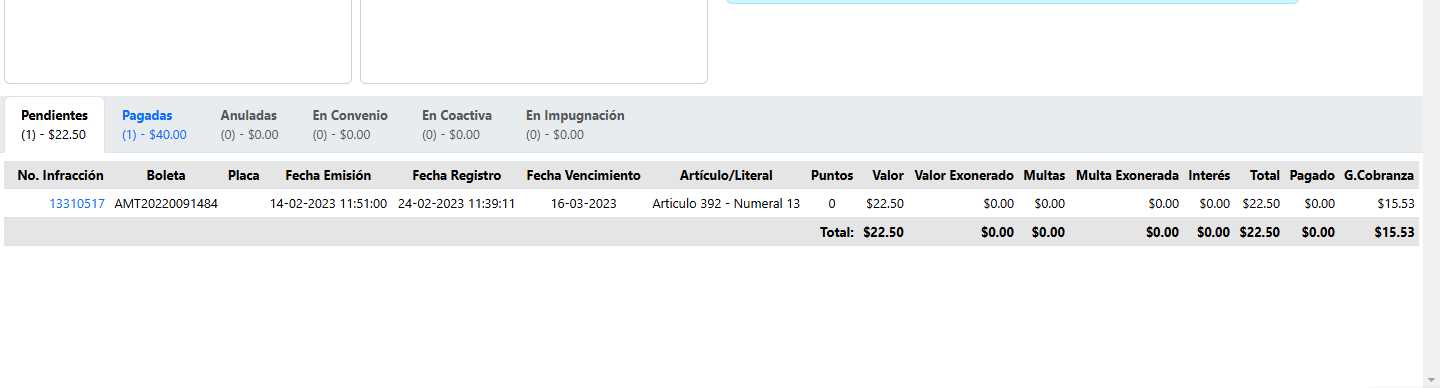 Pendientes Pagadas Anuladas En Convenio En Coactiva En Impugnación
(1) - $22.50 (1) - $40.00 (0) - $0.00 (0) - $0.00 (0) - $0.00 (0) - $0.00
No. Infracción Boleta Placa Fecha Emisión Fecha Registro Fecha Vencimiento Artículo/Literal Puntos Valor Valor Exonerado Multas Multa Exonerada Interés Total Pagado G.Cobranza
13310517 AMT20220091484 14-02-2023 11:51:00 24-02-2023 11:39:11 16-03-2023 Articulo 392 - Numeral 13 0 $22.50 $0.00 $0.00 $0.00 $0.00 $22.50 $0.00 $15.53
Total: $22.50 $0.00 $0.00 $0.00 $0.00 $22.50 $0.00 $15.53